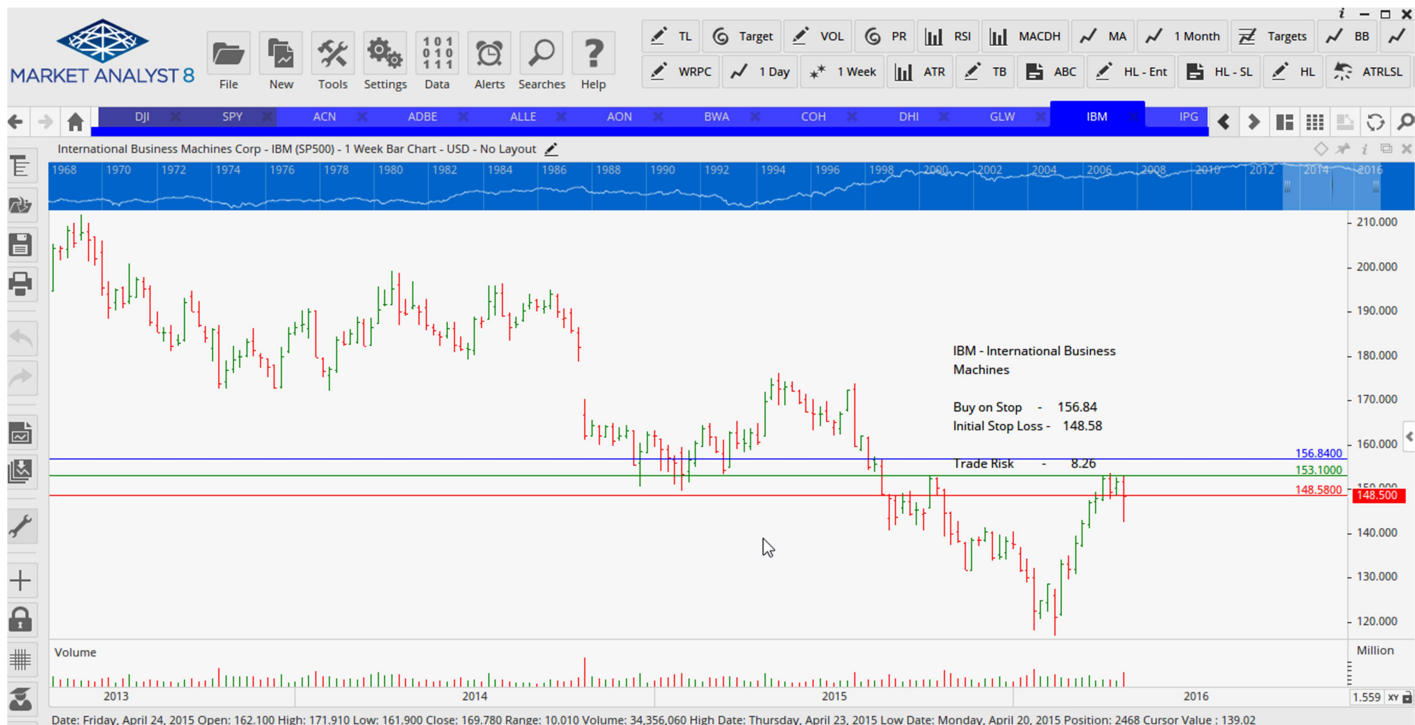 MARKET ANALYST 8
File New Tools Settings Data Alerts Searches Help
TL Target VOL PR RSI MACDH MA 1 Month Targets BB
WRPC 1 Day 1 Week ATR TB ABC HL - Ent HL - SL HL ATRLSL
DJI SPY ACN ADBE ALLE AON BWA COH DHI GLW IBM IPG
International Business Machines Corp - IBM (SP500) - 1 Week Bar Chart - USD - No Layout
1968 1970 1972 1974 1976 1978 1980 1982 1984 1986 1988 1990 1992 1994 1996 1998 2000 2002 2004 2006 2008 2010 2012 2014 2016
210.000
200.000
190.000
180.000
170.000
160.000
150.000
140.000
130.000
120.000
IBM - International Business
Machines
Buy on Stop - 156.84
Initial Stop Loss - 148.58
Trade Risk - 8.26
156.8400
153.1000
148.5800
148.500
Volume
Million
2013 2014 2015 2016
1.559 XY
Date: Friday, April 24, 2015 Open: 162.100 High: 171.910 Low: 161.900 Close: 169.780 Range: 10.010 Volume: 34,356,060 High Date: Thursday, April 23, 2015 Low Date: Monday, April 20, 2015 Position: 2468 Cursor Value : 139.02